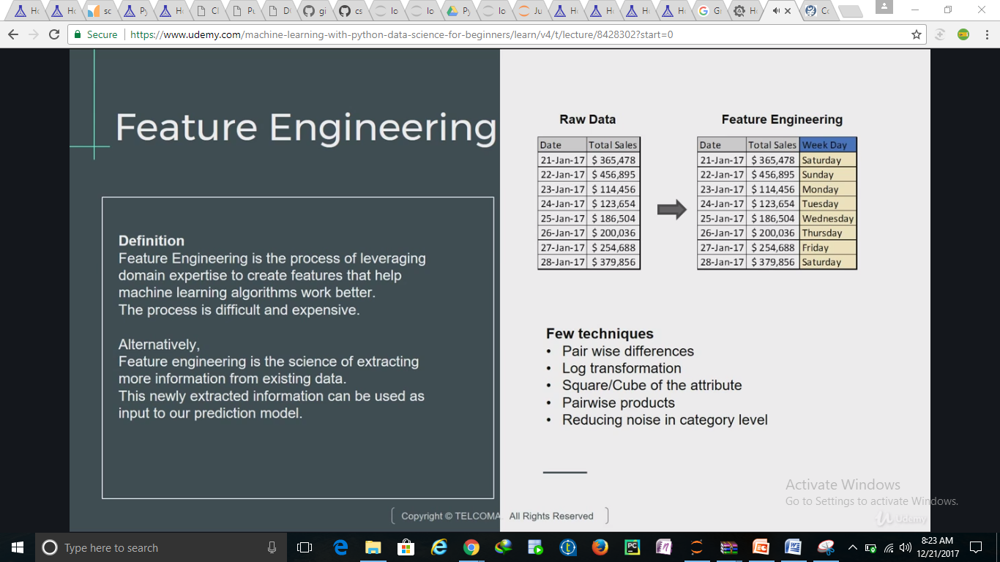 Secure | https://www.udemy.com/machine-learning-with-python-data-science-for-beginners/learn/v4/t/lecture/8428302?start=0
Feature Engineering
Definition
Feature Engineering is the process of leveraging
domain expertise to create features that help
machine learning algorithms work better.
The process is difficult and expensive.
Alternatively,
Feature engineering is the science of extracting
more information from existing data.
This newly extracted information can be used as
input to our prediction model.
Raw Data
Date Total Sales
21-Jan-17 $ 365,478
22-Jan-17 $ 456,895
23-Jan-17 $ 114,456
24-Jan-17 $ 123,654
25-Jan-17 $ 186,504
26-Jan-17 $ 200,036
27-Jan-17 $ 254,688
28-Jan-17 $ 379,856
Feature Engineering
Date Total Sales Week Day
21-Jan-17 $ 365,478 Saturday
22-Jan-17 $ 456,895 Sunday
23-Jan-17 $ 114,456 Monday
24-Jan-17 $ 123,654 Tuesday
25-Jan-17 $ 186,504 Wednesday
26-Jan-17 $ 200,036 Thursday
27-Jan-17 $ 254,688 Friday
28-Jan-17 $ 379,856 Saturday
Few techniques
• Pair wise differences
• Log transformation
• Square/Cube of the attribute
• Pairwise products
• Reducing noise in category level
Activate Windows
Go to Settings to activate Windows.
Udemy
Copyright © TELCOMA. All Rights Reserved
Type here to search
8:23 AM
12/21/2017